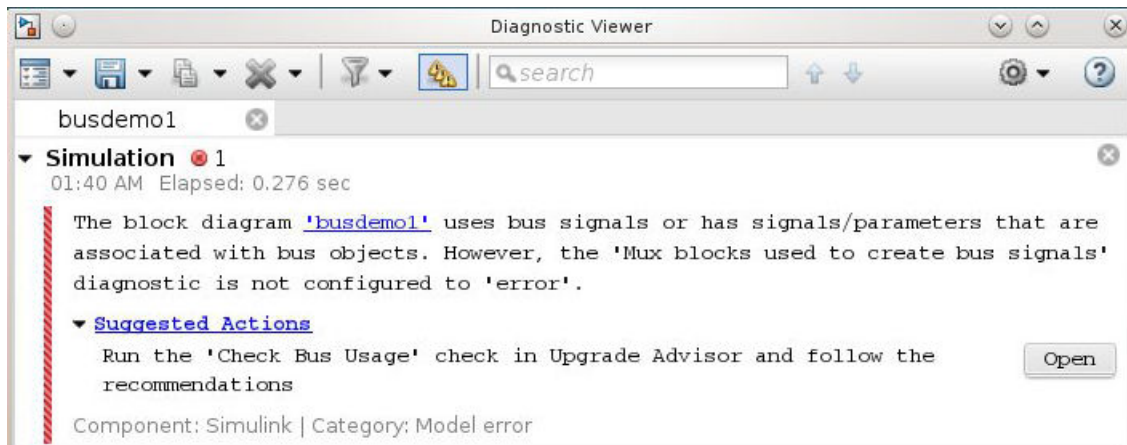 Diagnostic Viewer
search
busdemo1
Simulation 1
01:40 AM Elapsed: 0.276 sec
The block diagram 'busdemo1' uses bus signals or has signals/parameters that are
associated with bus objects. However, the 'Mux blocks used to create bus signals'
diagnostic is not configured to 'error'.
Suggested Actions
Run the 'Check Bus Usage' check in Upgrade Advisor and follow the
recommendations
Open
Component: Simulink | Category: Model error